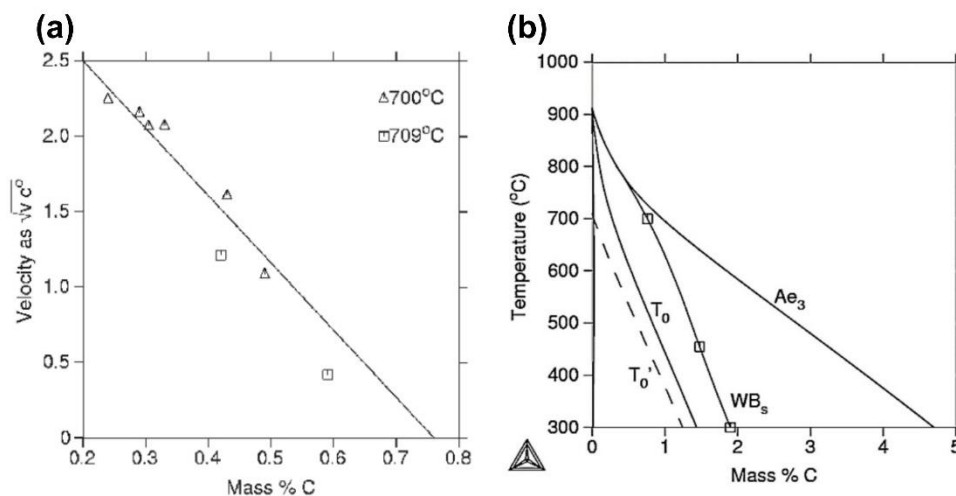 (a)
2.5
2.0
1.5
1.0
0.5
0
0.2 0.3 0.4 0.5 0.6 0.7 0.8
Mass % C
Velocity as √v c°
700°C
709°C
(b)
1000
900
800
700
600
500
400
300
0 1 2 3 4 5
Mass % C
Temperature (°C)
T₀
T₀'
Ae₃
WBₛ